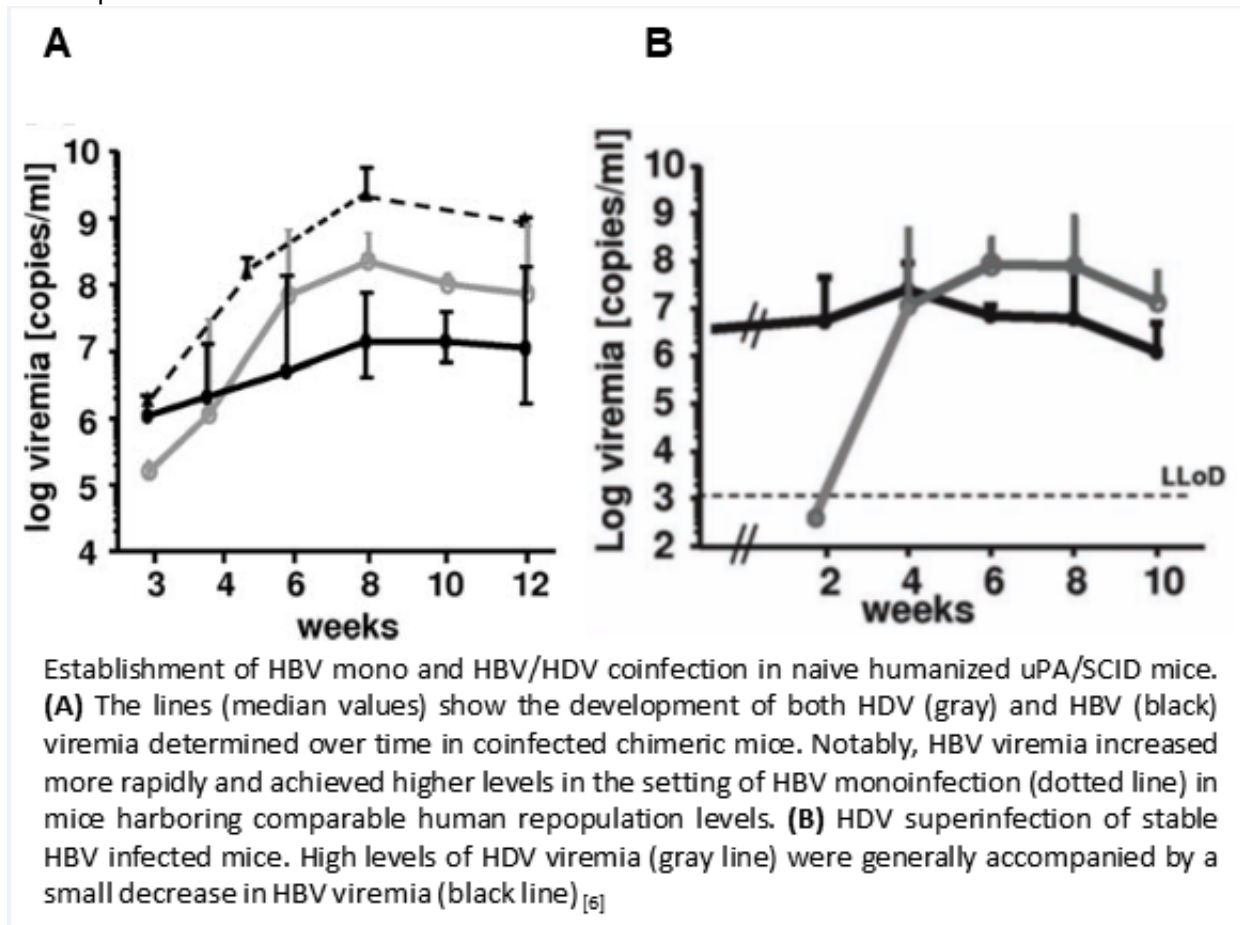 A
B
10
9
8
7
6
5
4
log viremia [copies/ml]
3 4 6 8 10 12
weeks
10
9
8
7
6
5
4
3
2
Log viremia [copies/ml]
LLoD
2 4 6 8 10
weeks
Establishment of HBV mono and HBV/HDV coinfection in naive humanized uPA/SCID mice.
(A) The lines (median values) show the development of both HDV (gray) and HBV (black)
viremia determined over time in coinfected chimeric mice. Notably, HBV viremia increased
more rapidly and achieved higher levels in the setting of HBV monoinfection (dotted line) in
mice harboring comparable human repopulation levels. (B) HDV superinfection of stable
HBV infected mice. High levels of HDV viremia (gray line) were generally accompanied by a
small decrease in HBV viremia (black line) [6]